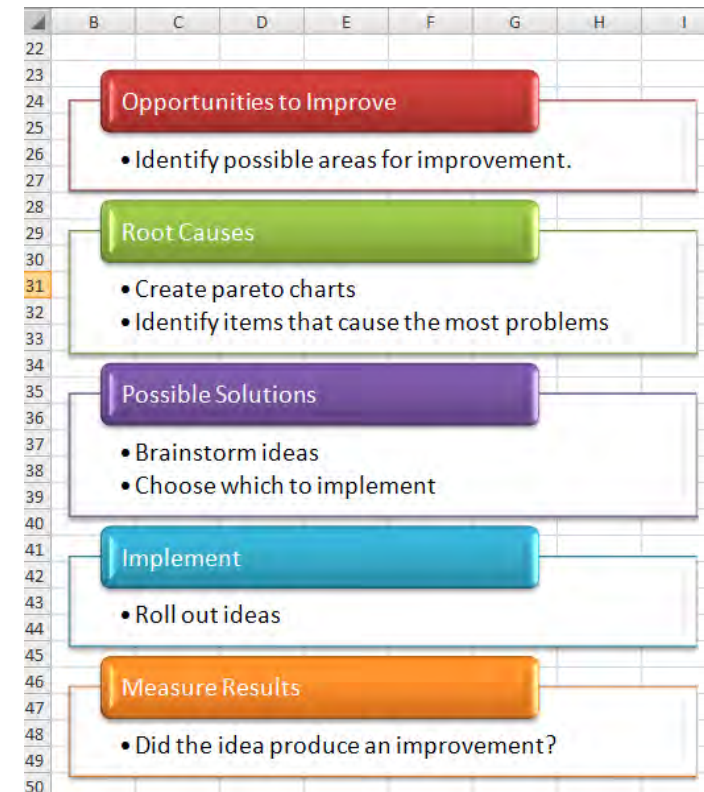 B C D E F G H I
22
23
24 Opportunities to Improve
25
26 • Identify possible areas for improvement.
27
28
29 Root Causes
30
31 • Create pareto charts
32 • Identify items that cause the most problems
33
34
35 Possible Solutions
36
37 • Brainstorm ideas
38
39 • Choose which to implement
40
41 Implement
42
43 • Roll out ideas
44
45
46 Measure Results
47
48 • Did the idea produce an improvement?
49
50